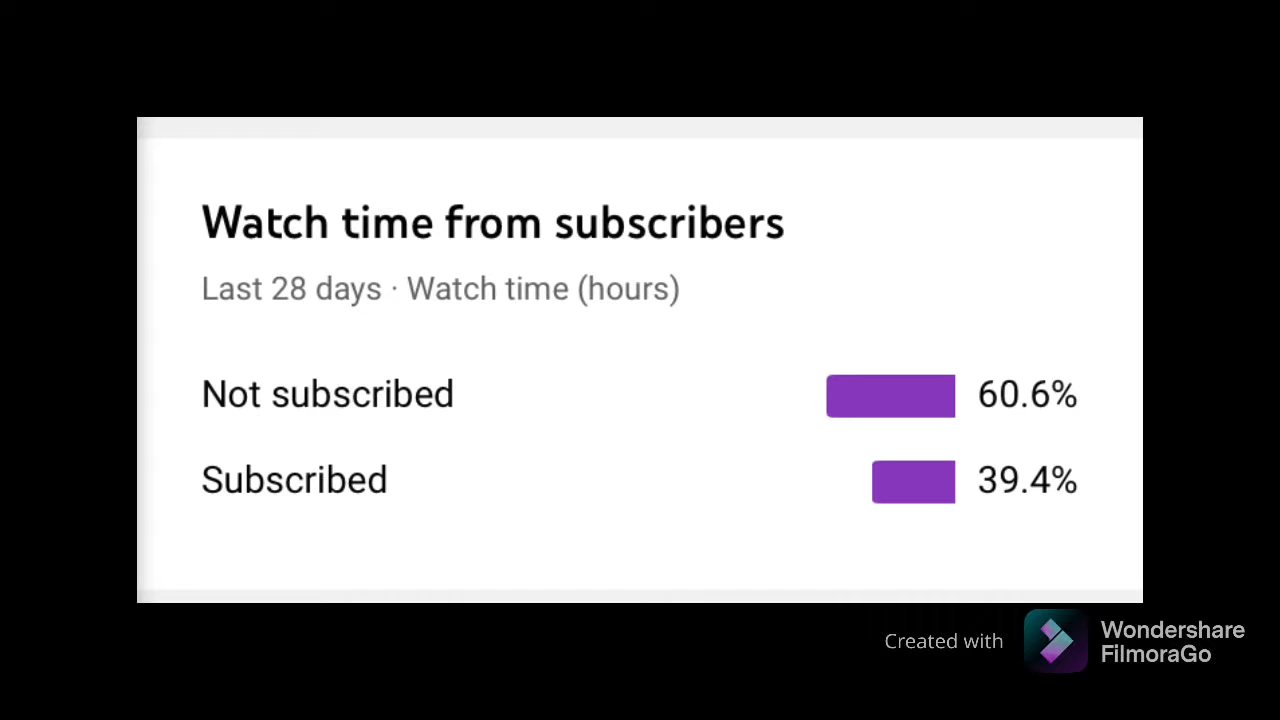 Watch time from subscribers
Last 28 days · Watch time (hours)
Not subscribed 60.6%
Subscribed 39.4%
Created with Wondershare
FilmoraGo